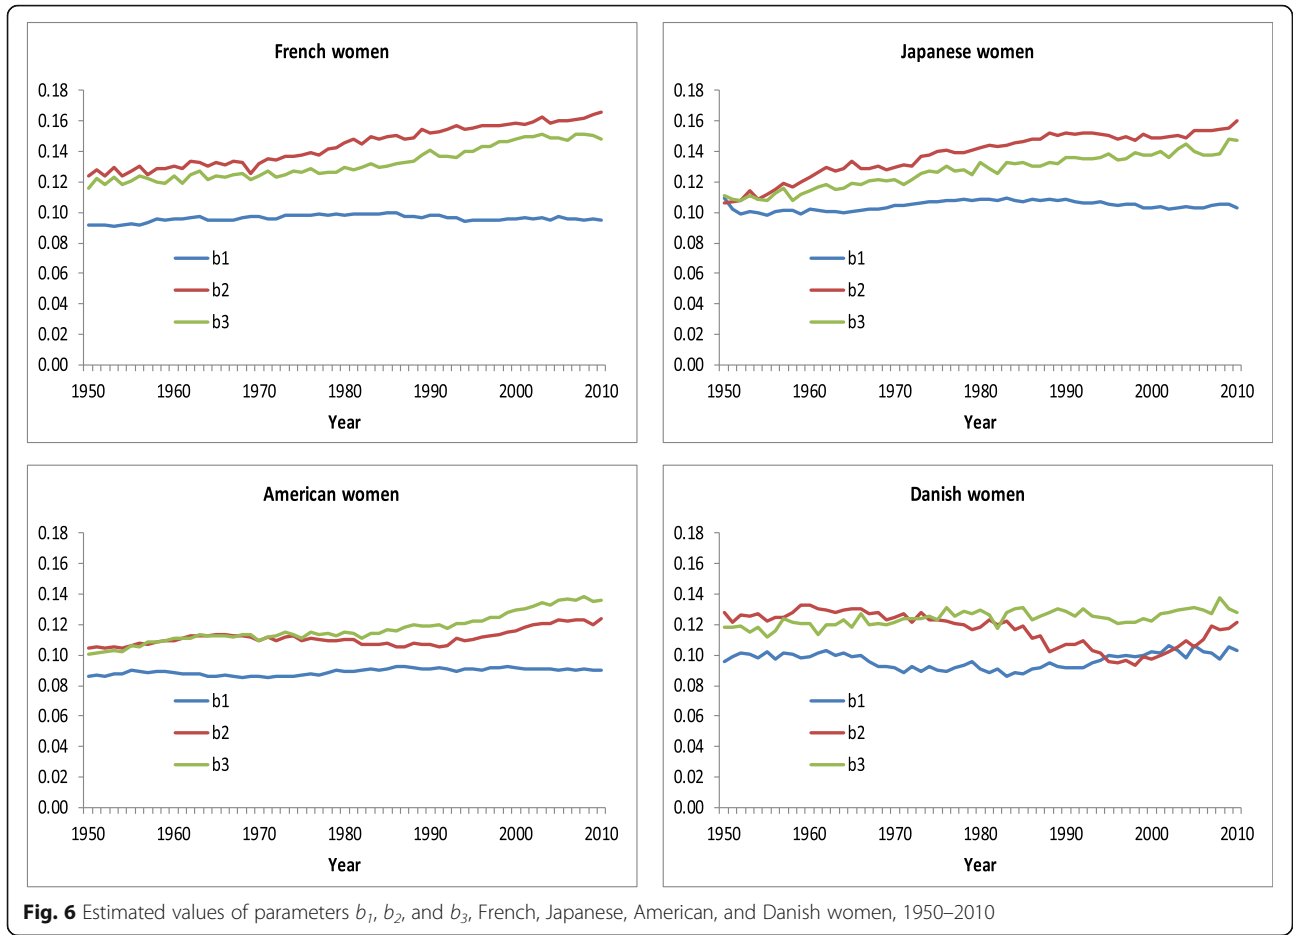 French women
0.18
0.16
0.14
0.12
0.10
0.08
0.06
0.04
0.02
0.00
b1
b2
b3
1950 1960 1970 1980 1990 2000 2010
Year
Japanese women
0.18
0.16
0.14
0.12
0.10
0.08
0.06
0.04
0.02
0.00
b1
b2
b3
1950 1960 1970 1980 1990 2000 2010
Year
American women
0.18
0.16
0.14
0.12
0.10
0.08
0.06
0.04
0.02
0.00
b1
b2
b3
1950 1960 1970 1980 1990 2000 2010
Year
Danish women
0.18
0.16
0.14
0.12
0.10
0.08
0.06
0.04
0.02
0.00
b1
b2
b3
1950 1960 1970 1980 1990 2000 2010
Year
Fig. 6 Estimated values of parameters b1, b2, and b3, French, Japanese, American, and Danish women, 1950–2010